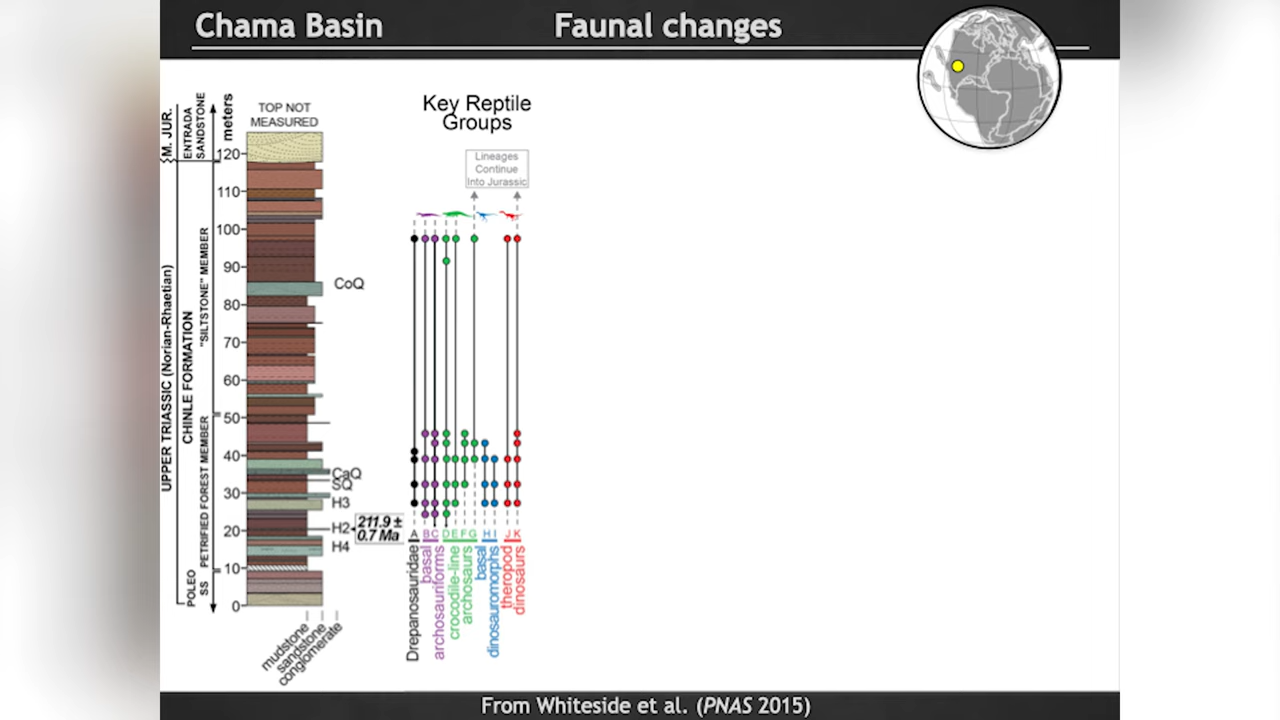 Chama Basin
Faunal changes
M. JUR.
ENTRADA
SANDSTONE
meters
TOP NOT
MEASURED
Key Reptile
Groups
Lineages
Continue
Into Jurassic
120
110
100
90
80
70
60
50
40
30
20
10
0
UPPER TRIASSIC (Norian-Rhaetian)
CHINLE FORMATION
"SILTSTONE" MEMBER
PETRIFIED FOREST MEMBER
POLEO
SS
CoQ
CaQ
SQ
H3
H2
H4
211.9 ±
0.7 Ma
A B C D E F G H I J K
Drepanosauridae
basal
archosauriforms
crocodile-line
archosaurs
basal
dinosauromorphs
theropod
dinosaurs
mudstone
sandstone
conglomerate
From Whiteside et al. (PNAS 2015)